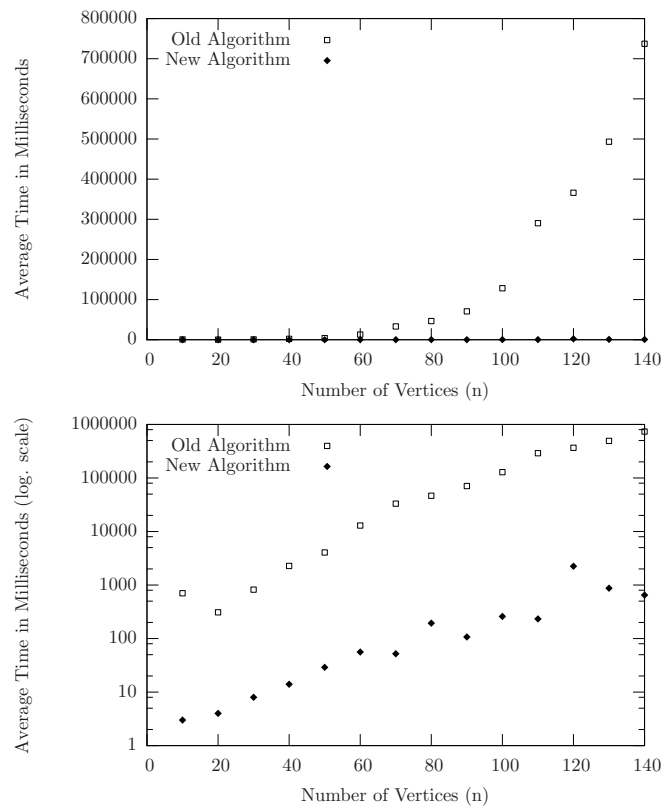 800000
700000
600000
500000
400000
300000
200000
100000
0
Average Time in Milliseconds
Old Algorithm
New Algorithm
0 20 40 60 80 100 120 140
Number of Vertices (n)
1000000
100000
10000
1000
100
10
1
Average Time in Milliseconds (log. scale)
Old Algorithm
New Algorithm
0 20 40 60 80 100 120 140
Number of Vertices (n)